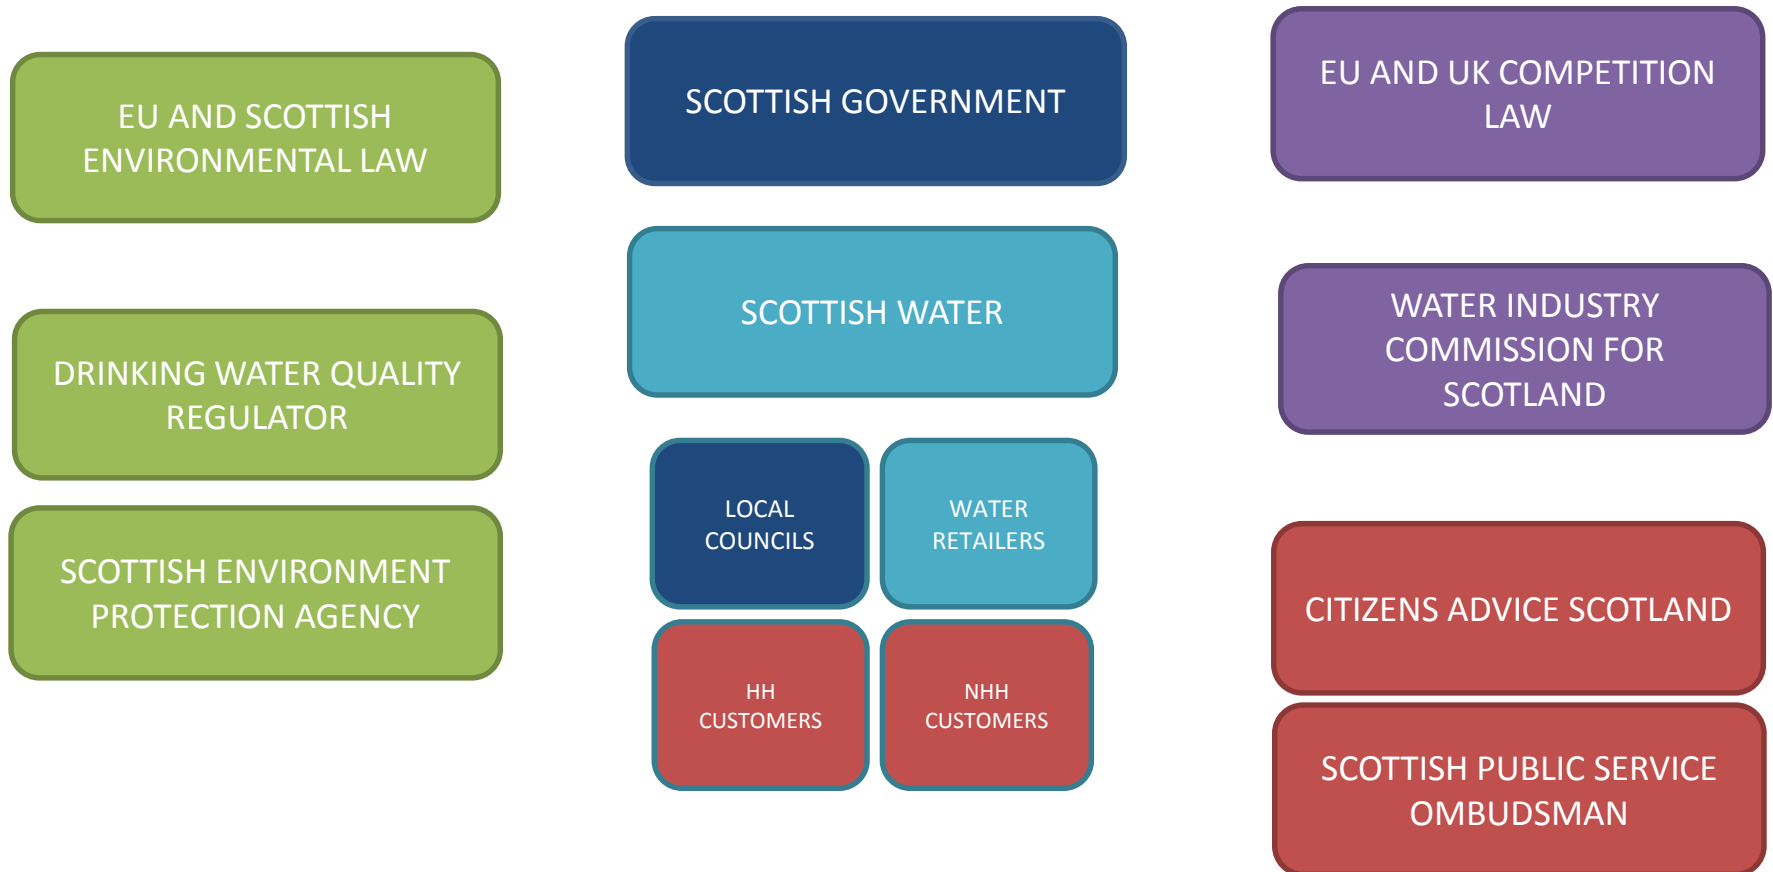 EU AND SCOTTISH
ENVIRONMENTAL LAW
DRINKING WATER QUALITY
REGULATOR
SCOTTISH ENVIRONMENT
PROTECTION AGENCY
SCOTTISH GOVERNMENT
SCOTTISH WATER
LOCAL
COUNCILS
WATER
RETAILERS
HH
CUSTOMERS
NHH
CUSTOMERS
EU AND UK COMPETITION
LAW
WATER INDUSTRY
COMMISSION FOR
SCOTLAND
CITIZENS ADVICE SCOTLAND
SCOTTISH PUBLIC SERVICE
OMBUDSMAN